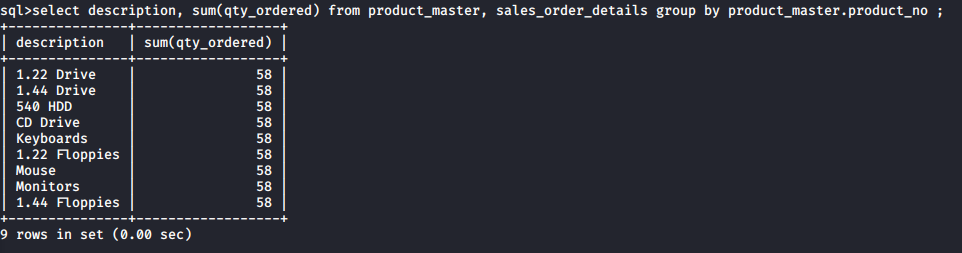 sql>select description, sum(qty_ordered) from product_master, sales_order_details group by product_master.product_no ;
+---------------+------------------+
| description   | sum(qty_ordered) |
+---------------+------------------+
| 1.22 Drive    |               58 |
| 1.44 Drive    |               58 |
| 540 HDD       |               58 |
| CD Drive      |               58 |
| Keyboards     |               58 |
| 1.22 Floppies |               58 |
| Mouse         |               58 |
| Monitors      |               58 |
| 1.44 Floppies |               58 |
+---------------+------------------+
9 rows in set (0.00 sec)